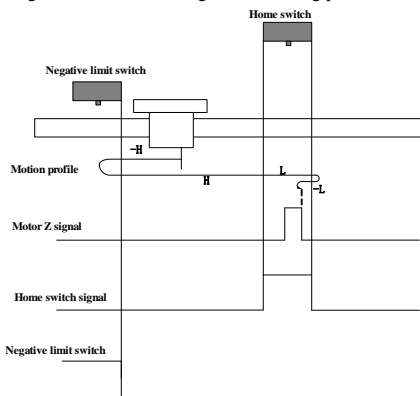 Home switch
Negative limit switch
-H
Motion profile
H
L
-L
Motor Z signal
Home switch signal
Negative limit switch